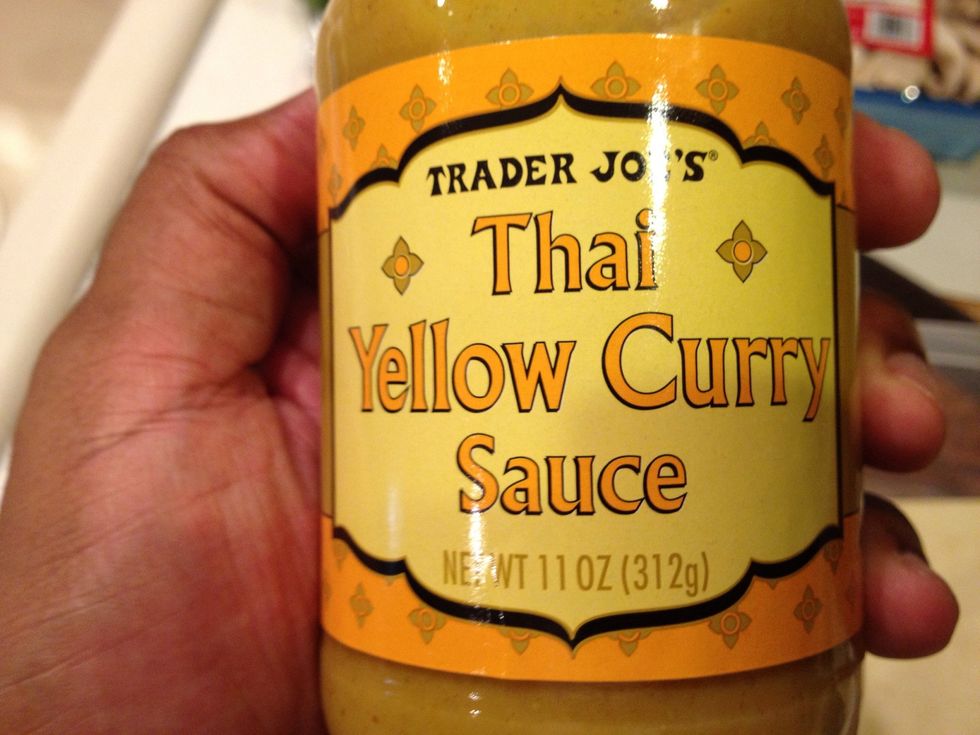 TRADER JOE'S®
Thai
Yellow Curry
Sauce
NET WT 11 OZ (312g)